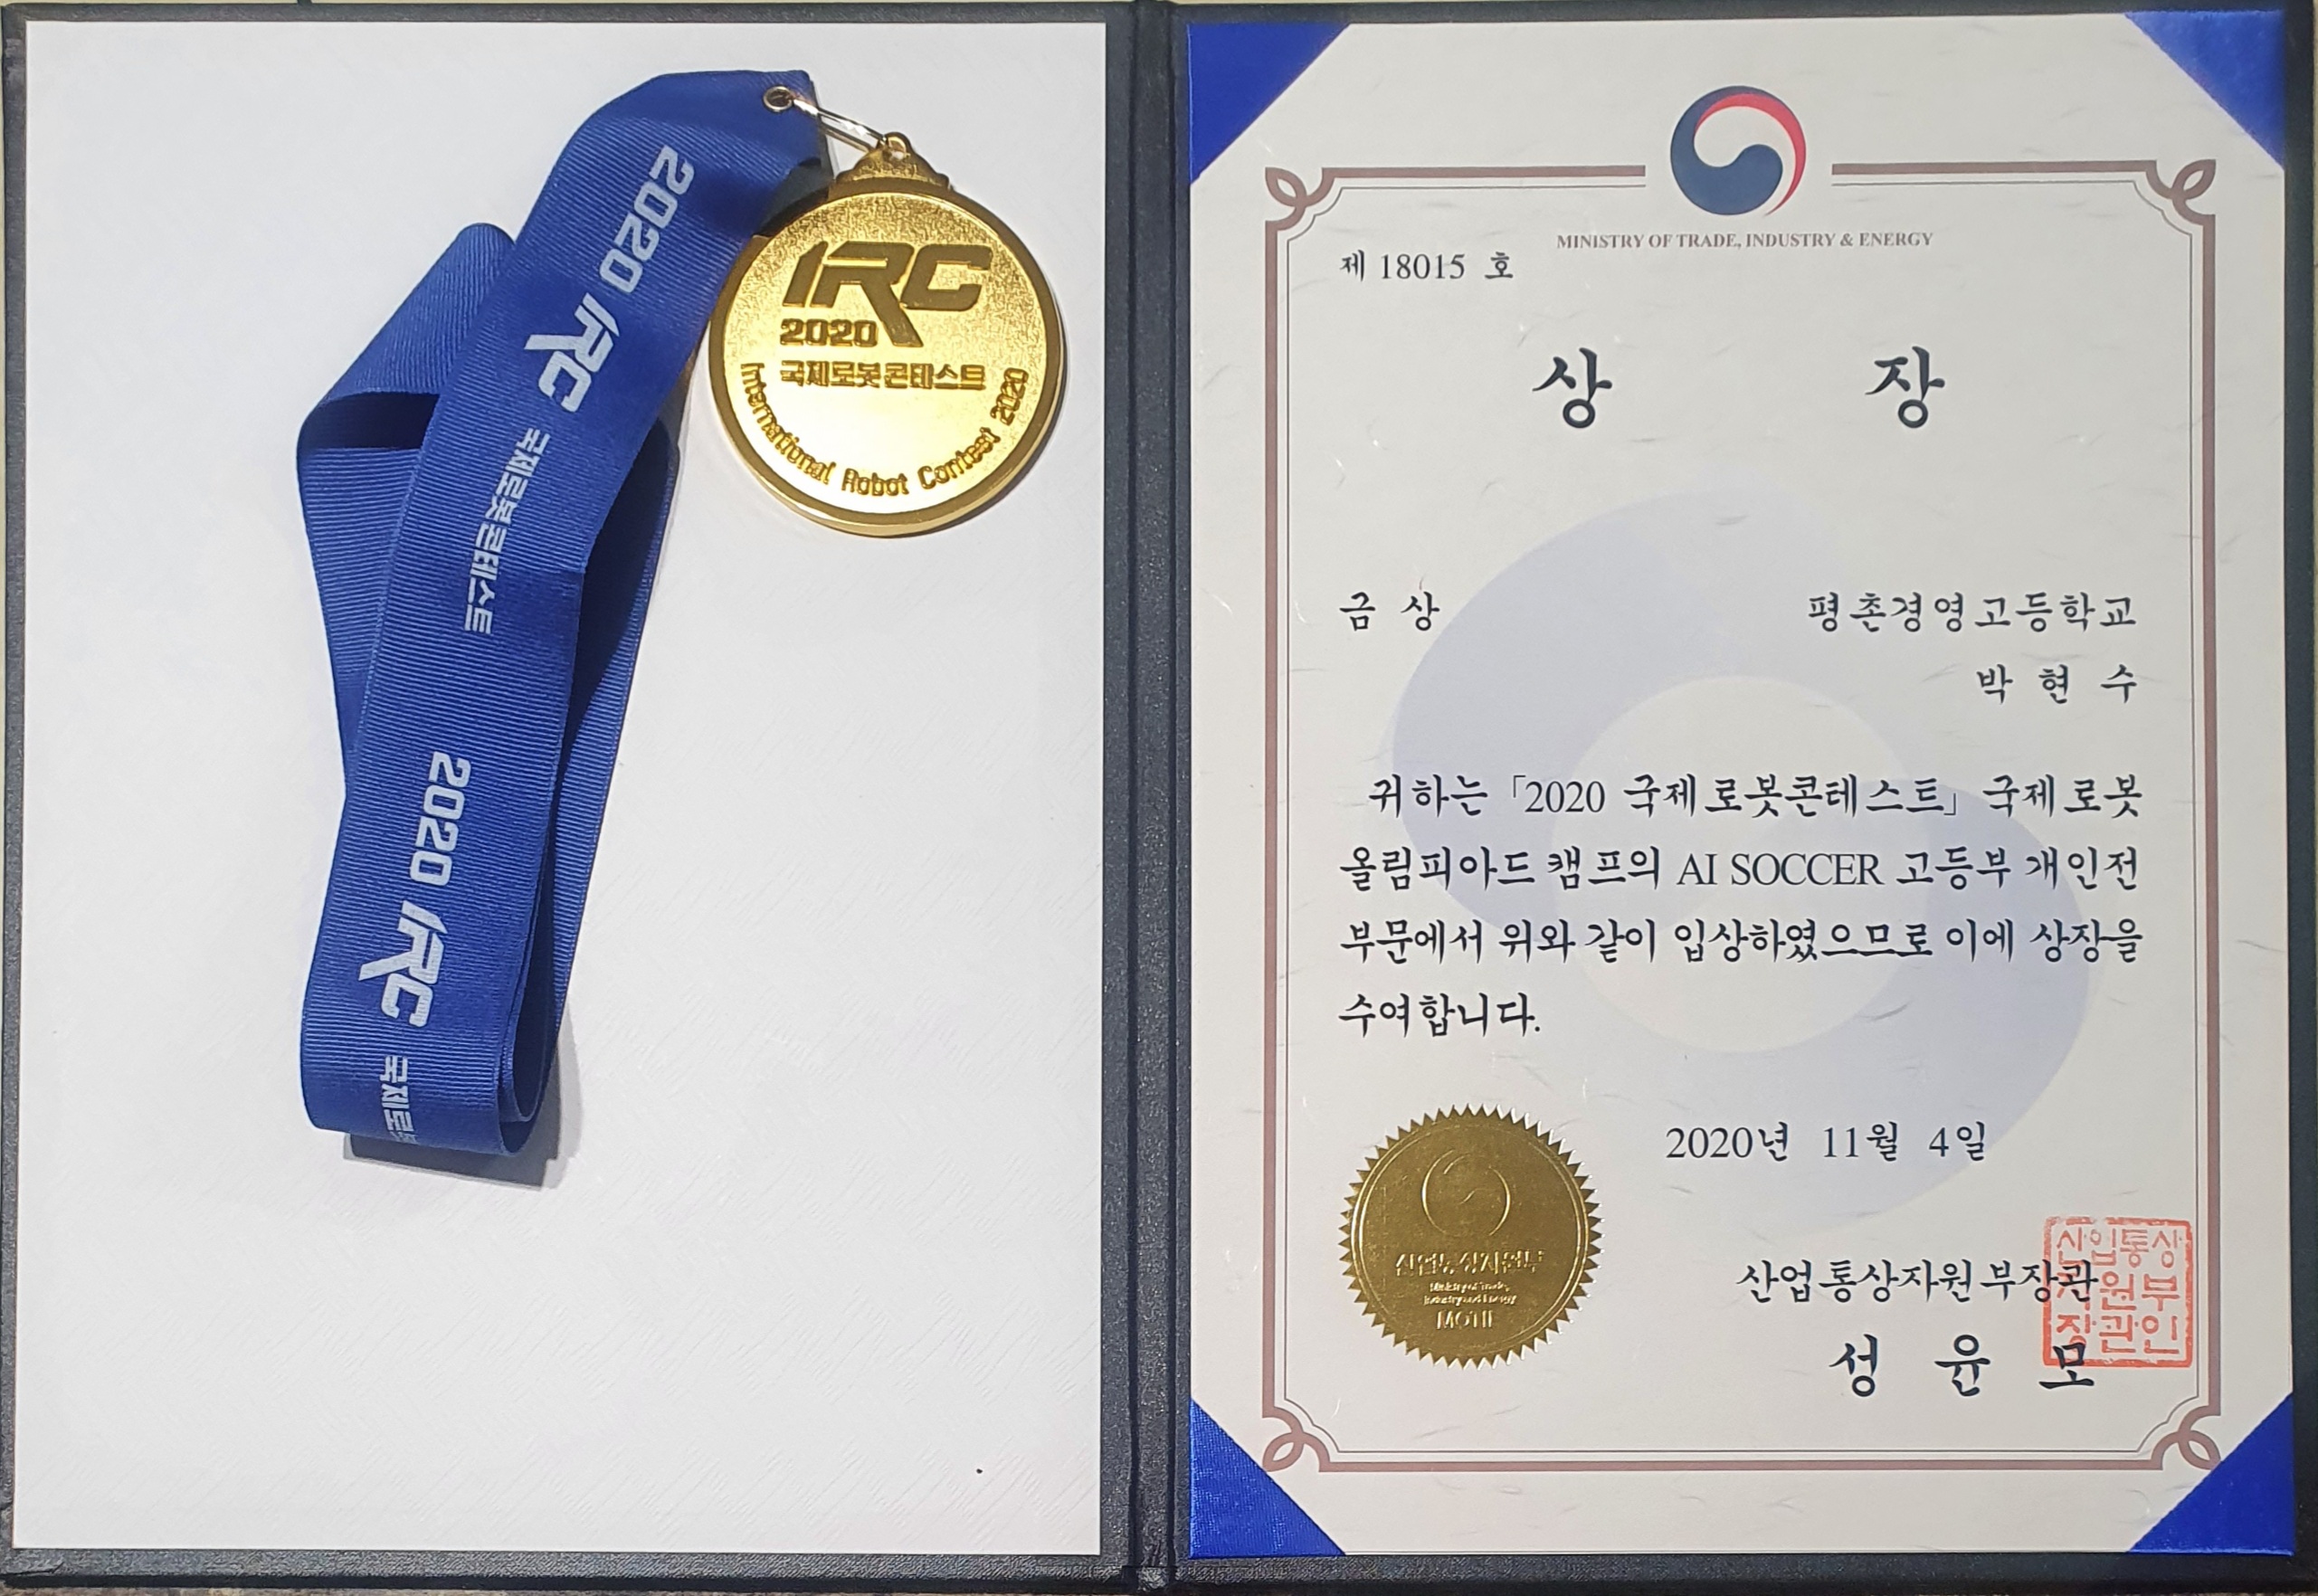 2020 IRC 국제로봇콘테스트
2020 IRC 국제로봇
IRC
2020
국제로봇콘테스트
International Robot Contest 2020
MINISTRY OF TRADE, INDUSTRY & ENERGY
제 18015 호
상 장
금 상
평촌경영고등학교
박 현 수
귀하는 「2020 국제로봇콘테스트」 국제로봇
올림피아드 캠프의 AI SOCCER 고등부 개인전
부문에서 위와 같이 입상하였으므로 이에 상장을
수여합니다.
2020년 11월 4일
산업통상자원부
Ministry of Trade,
Industry and Energy
MOTIE
산업통상자원부장관
성 윤 모
산업통상
자원부
장관인